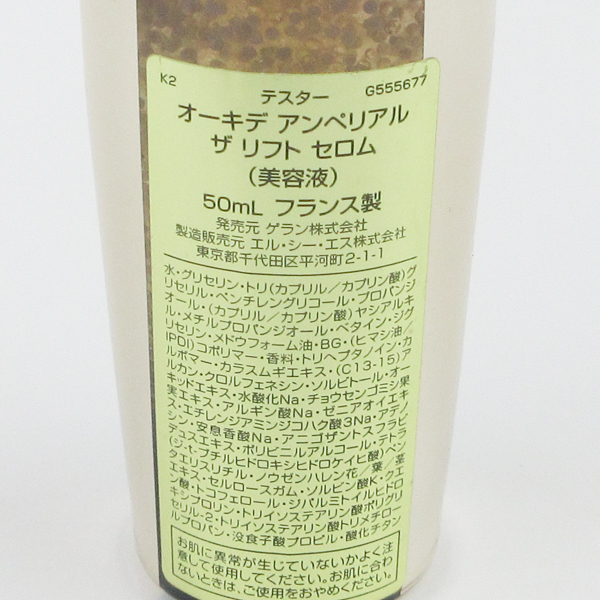 K2 G555677
テスター
オーキデ アンペリアル
ザ リフト セロム
(美容液)
50mL フランス製
発売元 ゲラン株式会社
製造販売元 エル・シー・エス株式会社
東京都千代田区平河町2-1-1
水・グリセリン・トリ(カプリル/カプリン酸)グ
リセリル・ペンチレングリコール・プロパンジ
オール・(カプリル/カプリン酸)ヤシアルキ
ル・メチルプロパンジオール・ベタイン・ジグ
リセリン・メドウフォーム油・BG・(ヒマシ油/
IPDI)コポリマー・香料・トリヘプタノイン・カ
ルボマー・カラスムギエキス・(C13-15)ア
ルカン・クロルフェネシン・ソルビトール・オー
キッドエキス・水酸化Na・チョウセンゴミシ果
実エキス・アルギン酸Na・ゼニアオイエキ
ス・エチレンジアミンジコハク酸3Na・アデノ
シン・安息香酸Na・アニゴザントスフラビ
デュスエキス・ポリビニルアルコール・テトラ
(ジ-t-ブチルヒドロキシヒドロケイヒ酸)ペン
タエリスリチル・ノウゼンハレン花/葉/茎
エキス・セルロースガム・ソルビン酸K・クエ
ン酸・トコフェロール・ジパルミトイルヒドロ
キシプロリン・トリイソステアリン酸ポリグリ
セリル-2・トリイソステアリン酸トリメチロー
ルプロパン・没食子酸プロピル・酸化チタン
お肌に異常が生じていないかよく注
意して使用してください。お肌に合わ
ないときは、ご使用をおやめください。